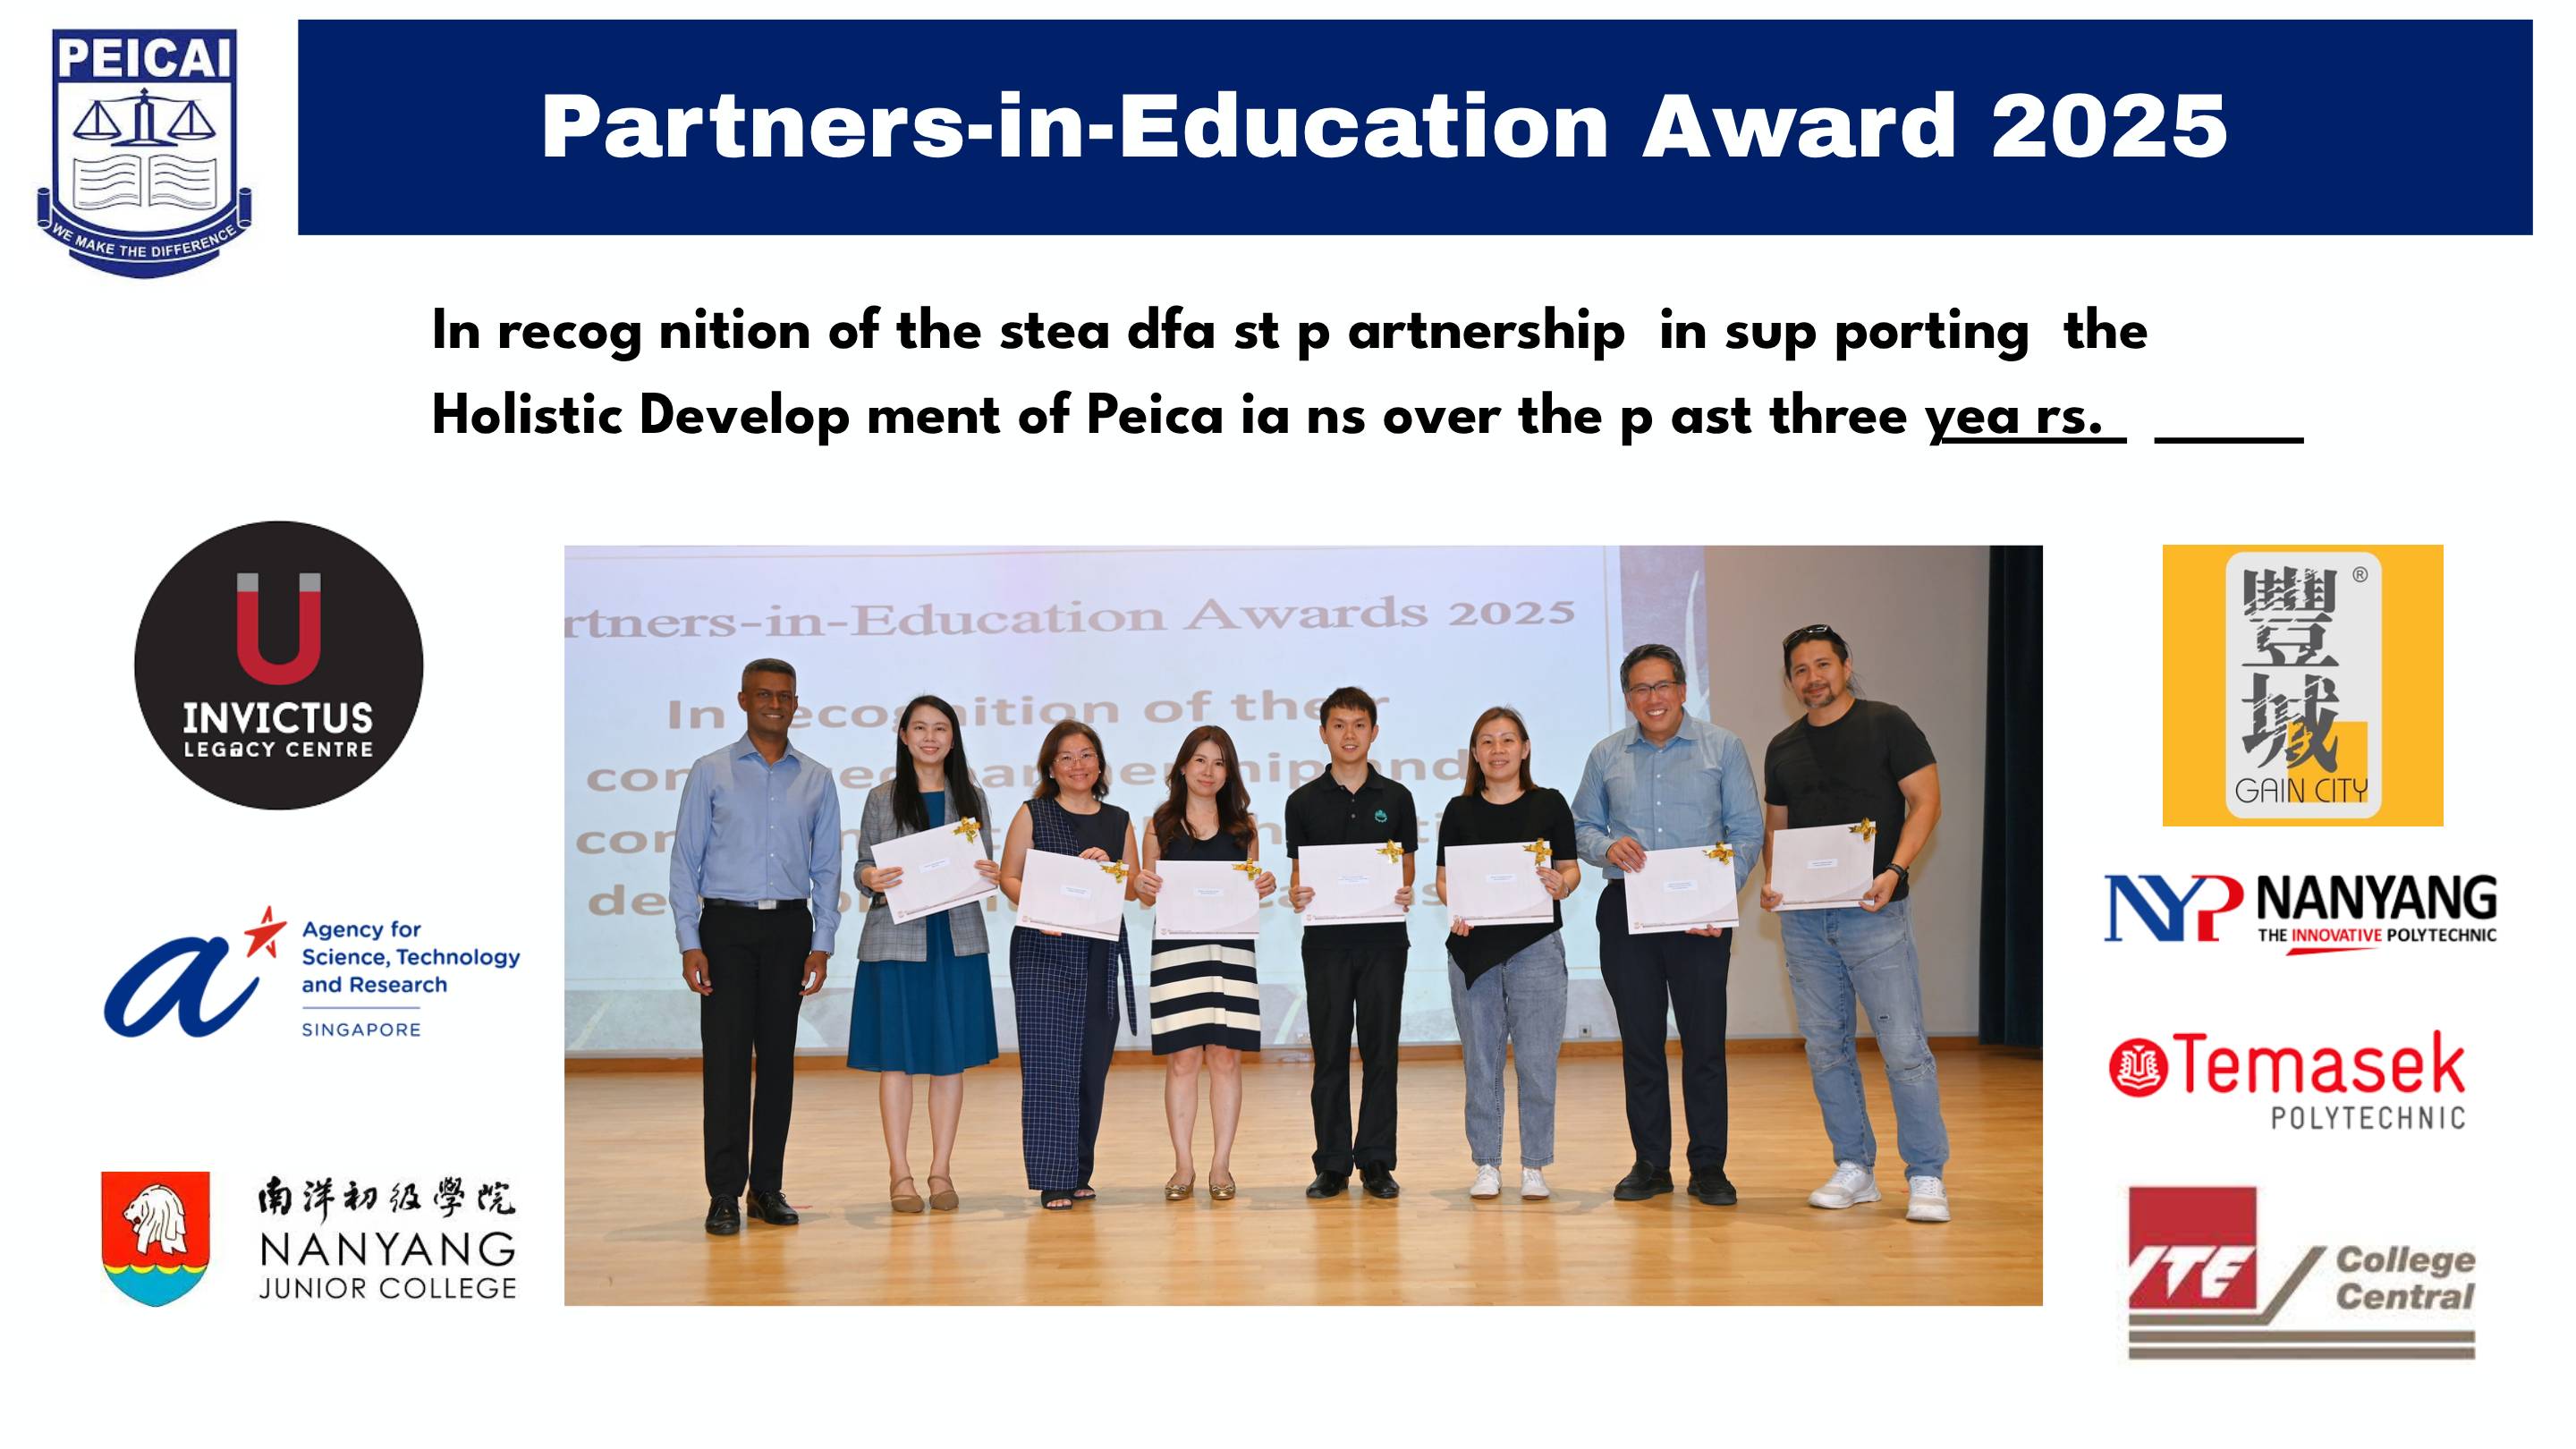 PEICAI
WE MAKE THE DIFFERENCE
Partners-in-Education Award 2025
In recog nition of the stea dfa st p artnership in sup porting the
Holistic Develop ment of Peica ia ns over the p ast three yea rs.
INVICTUS
LEGACY CENTRE
a
Agency for
Science, Technology
and Research
SINGAPORE
南洋初级學院
NANYANG
JUNIOR COLLEGE
rtners-in-Education Awards 2025
In recognition of their
豐城
®
GAIN CITY
NYP NANYANG
THE INNOVATIVE POLYTECHNIC
Temasek
POLYTECHNIC
ITE College
Central